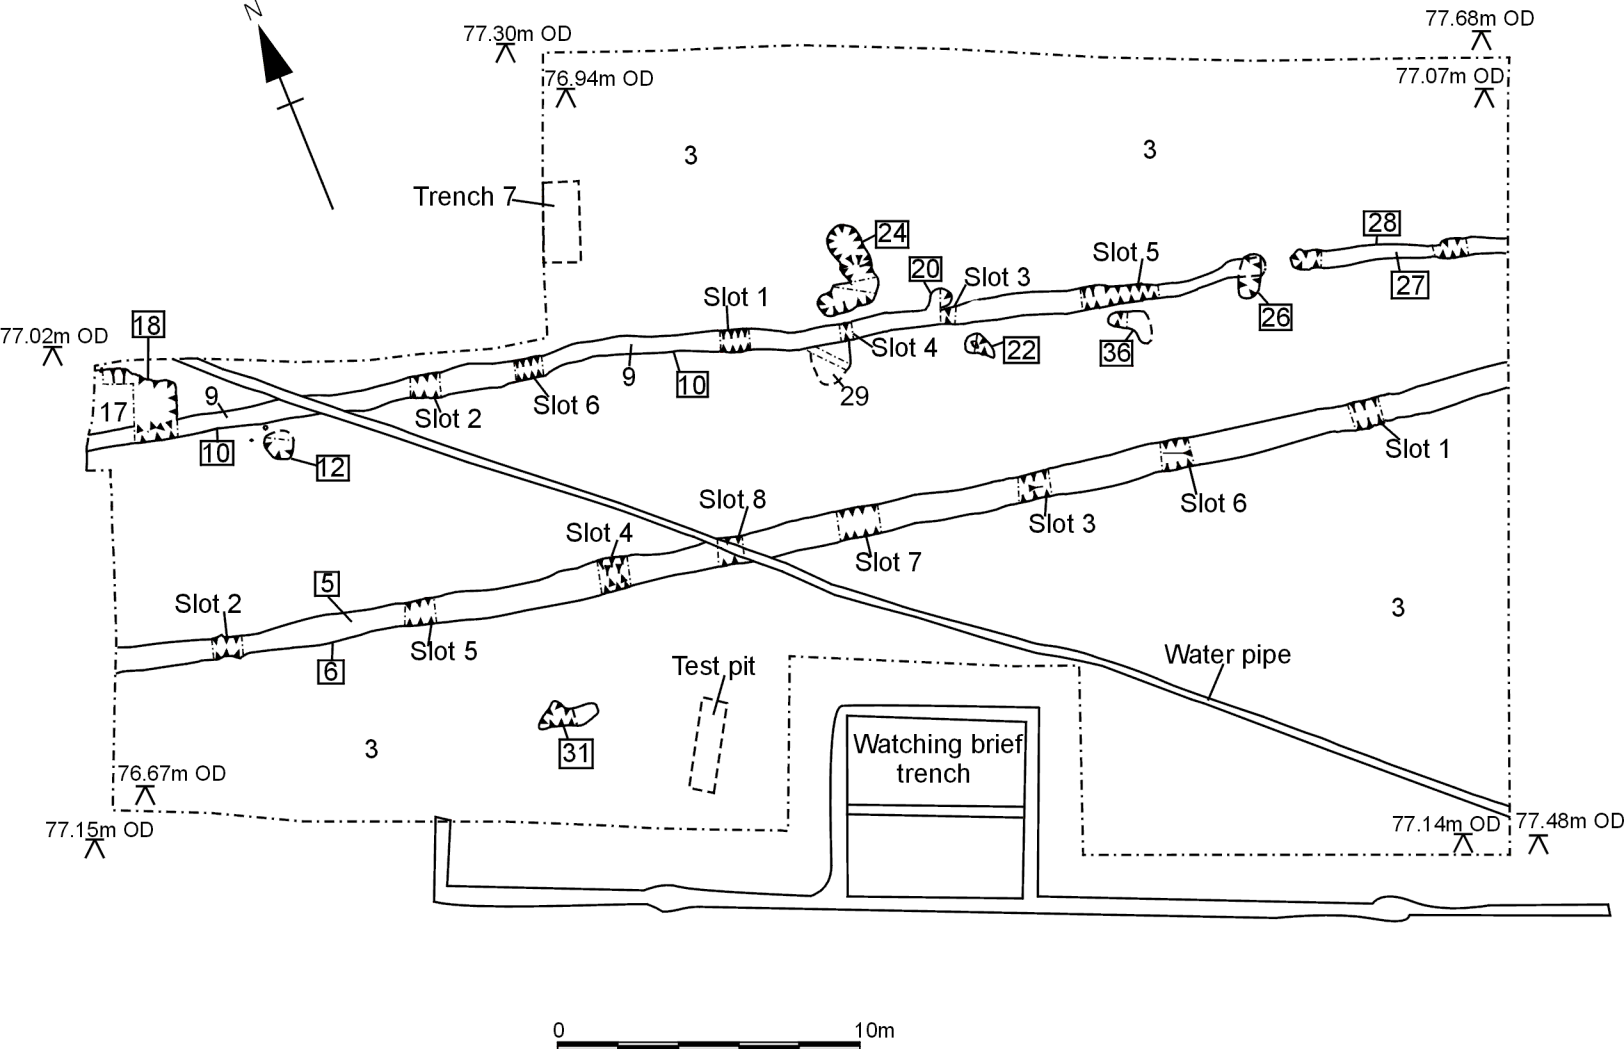 N
77.30m OD
77.68m OD
76.94m OD
77.07m OD
3
3
Trench 7
24
28
20
Slot 3
Slot 5
27
Slot 1
26
18
77.02m OD
Slot 4
22
36
9
10
29
17
9
Slot 2
Slot 6
10
12
Slot 1
Slot 8
Slot 6
Slot 3
Slot 4
Slot 7
5
Slot 2
3
Slot 5
6
Test pit
Water pipe
31
3
Watching brief
trench
76.67m OD
77.15m OD
77.14m OD
77.48m OD
0
10m